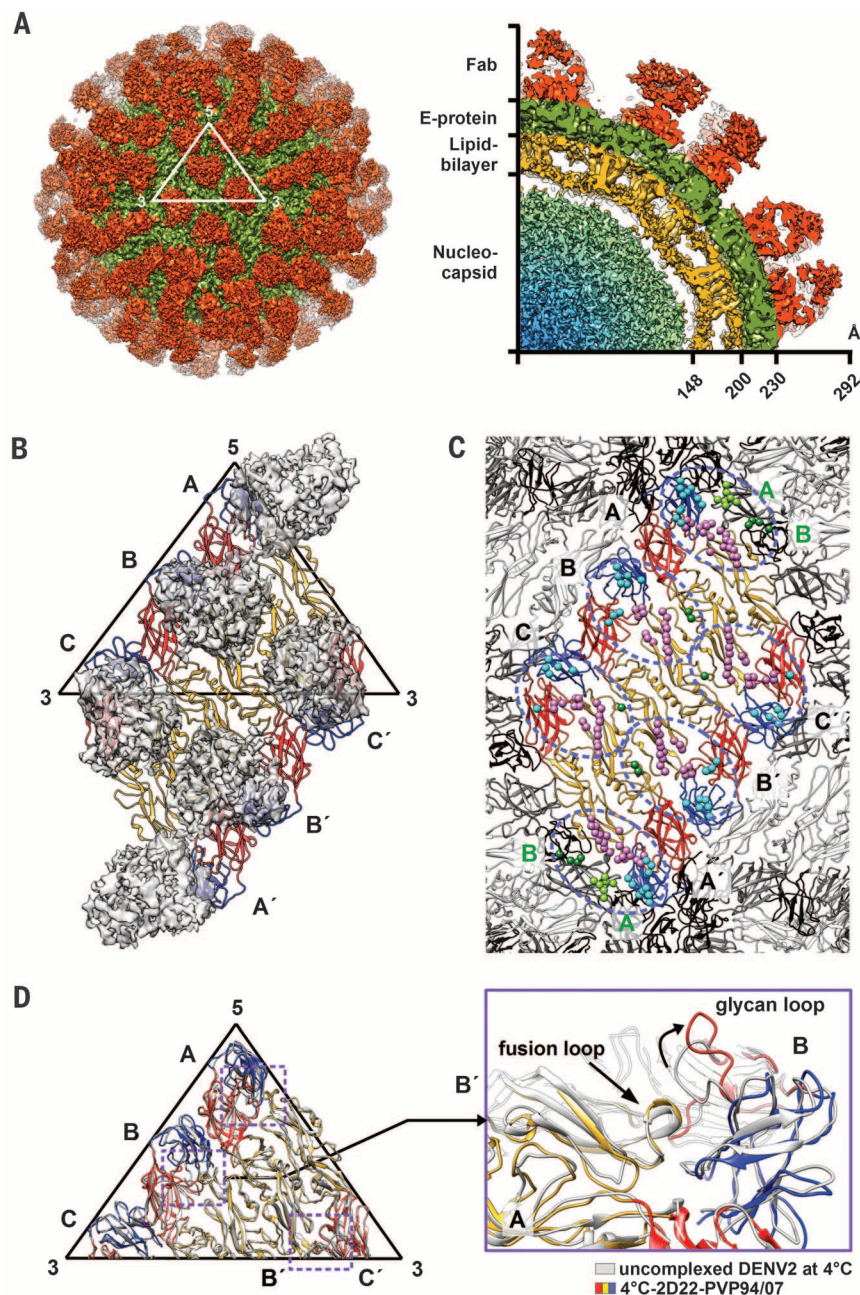 A
5
3
3
Fab
E-protein
Lipid-
bilayer
Nucleo-
capsid
Å
148
200
230
292
B
5
A
B
C
3
3
C´
B´
A´
C
A
A
B
B
C
C´
B´
B
A´
A
D
5
A
B
C
3
3
B´
C´
glycan loop
fusion loop
B
B´
A
uncomplexed DENV2 at 4°C
4°C-2D22-PVP94/07